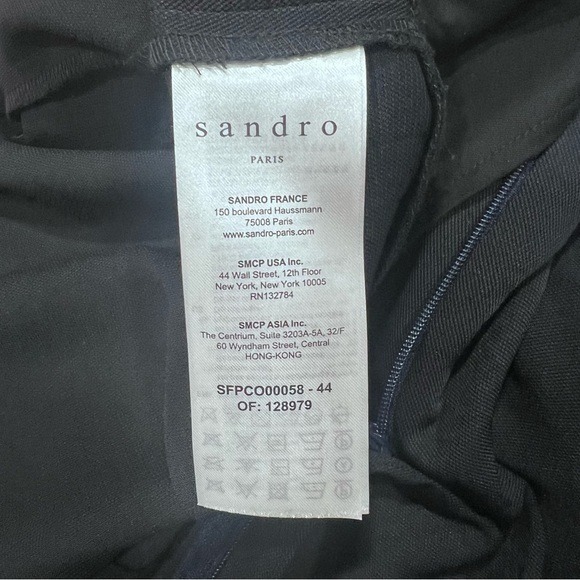 sandro
PARIS
SANDRO FRANCE
150 boulevard Haussmann
75008 Paris
www.sandro-paris.com
SMCP USA Inc.
44 Wall Street, 12th Floor
New York, New York 10005
RN132784
SMCP ASIA Inc.
The Centrium, Suite 3203A-5A, 32/F
60 Wyndham Street, Central
HONG-KONG
SFPCO00058 - 44
OF: 128979